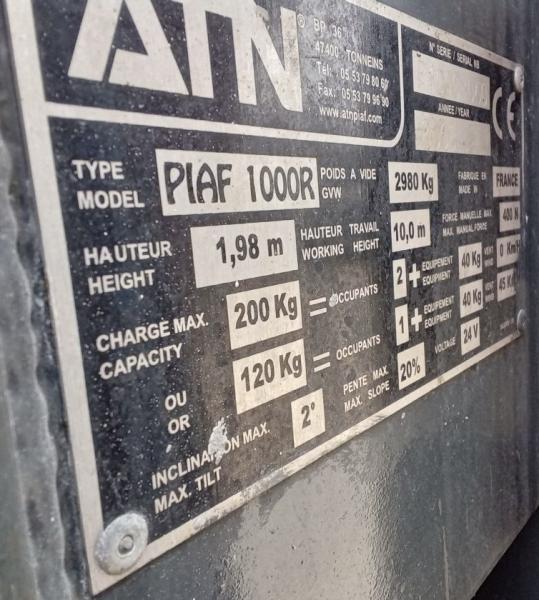 ATN
® BP 36
47400 TONNEINS
Tél: 05 53 79 80 6
Fax: 05 53 79 96 90
www.atnpiaf.com
N° SERIE / SERIAL NB
ANNEE / YEAR
CE
TYPE
MODEL
PIAF 1000R
POIDS A VIDE
GVW
2980 Kg
FABRIQUE EN
MADE IN
FRANCE
HAUTEUR
HEIGHT
1,98 m
HAUTEUR TRAVAIL
WORKING HEIGHT
10,0 m
FORCE MANUELLE MAX.
MAX. MANUAL FORCE
400 N
CHARGE MAX.
CAPACITY
200 Kg = OCCUPANTS 2 + EQUIPEMENT
EQUIPMENT
40 Kg
0 Km/
OU
OR
120 Kg = OCCUPANTS 1 + EQUIPEMENT
EQUIPMENT
40 Kg
45 K
INCLINAISON MAX.
MAX. TILT
2°
PENTE MAX.
MAX. SLOPE
20%
VOLTAGE
24 V